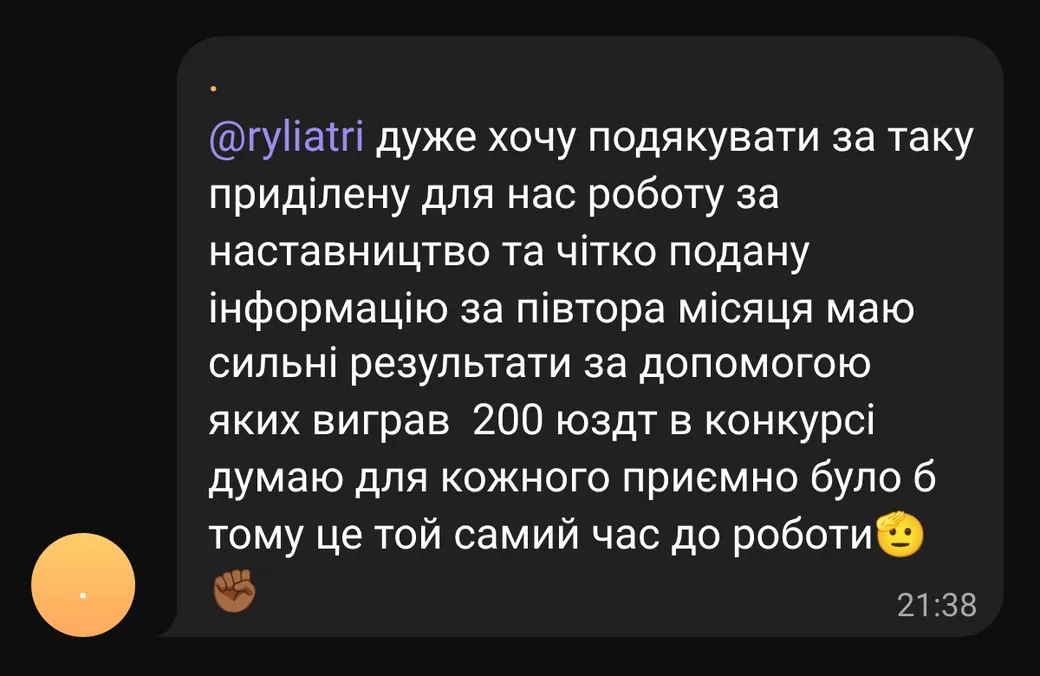 .
@ryliatri дуже хочу подякувати за таку
приділену для нас роботу за
наставництво та чітко подану
інформацію за півтора місяця маю
сильні результати за допомогою
яких виграв  200 юздт в конкурсі
думаю для кожного приємно було б
тому це той самий час до роботи🫡
✊🏾
21:38